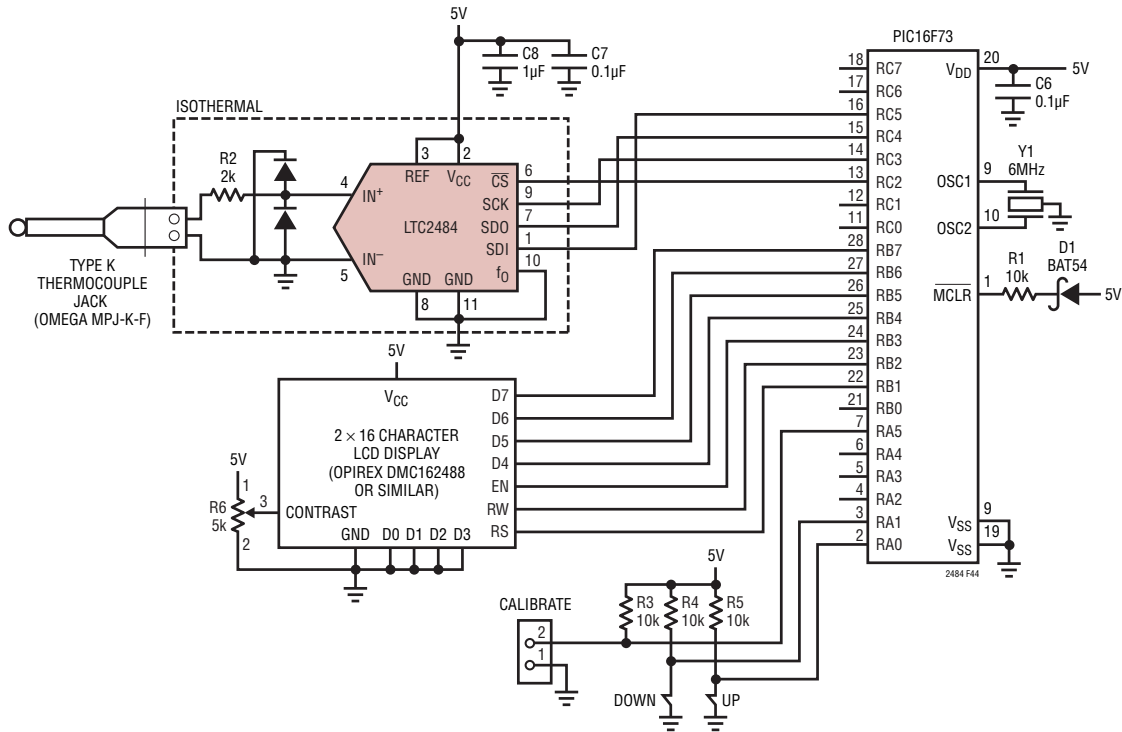 5V
C8
1µF
C7
0.1µF
ISOTHERMAL
R2
2k
4
IN+
IN−
5
3
REF
2
VCC
LTC2484
GND
8
GND
11
6
CS
9
SCK
7
SDO
1
SDI
10
fO
TYPE K
THERMOCOUPLE
JACK
(OMEGA MPJ-K-F)
5V
VCC
2 × 16 CHARACTER
LCD DISPLAY
(OPIREX DMC162488
OR SIMILAR)
D7
D6
D5
D4
EN
RW
RS
CONTRAST
GND D0 D1 D2 D3
5V
1
R6
5k
3
2
CALIBRATE
2
1
5V
R3
10k
R4
10k
R5
10k
DOWN
UP
PIC16F73
18 RC7
17 RC6
16 RC5
15 RC4
14 RC3
13 RC2
12 RC1
11 RC0
28 RB7
27 RB6
26 RB5
25 RB4
24 RB3
23 RB2
22 RB1
21 RB0
7 RA5
6 RA4
5 RA3
4 RA2
3 RA1
2 RA0
VDD 20
5V
C6
0.1µF
Y1
6MHz
OSC1 9
OSC2 10
MCLR 1
R1
10k
D1
BAT54
5V
VSS 9
VSS 19
2484 F44